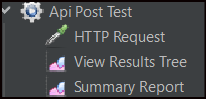 Api Post Test
HTTP Request
View Results Tree
Summary Report